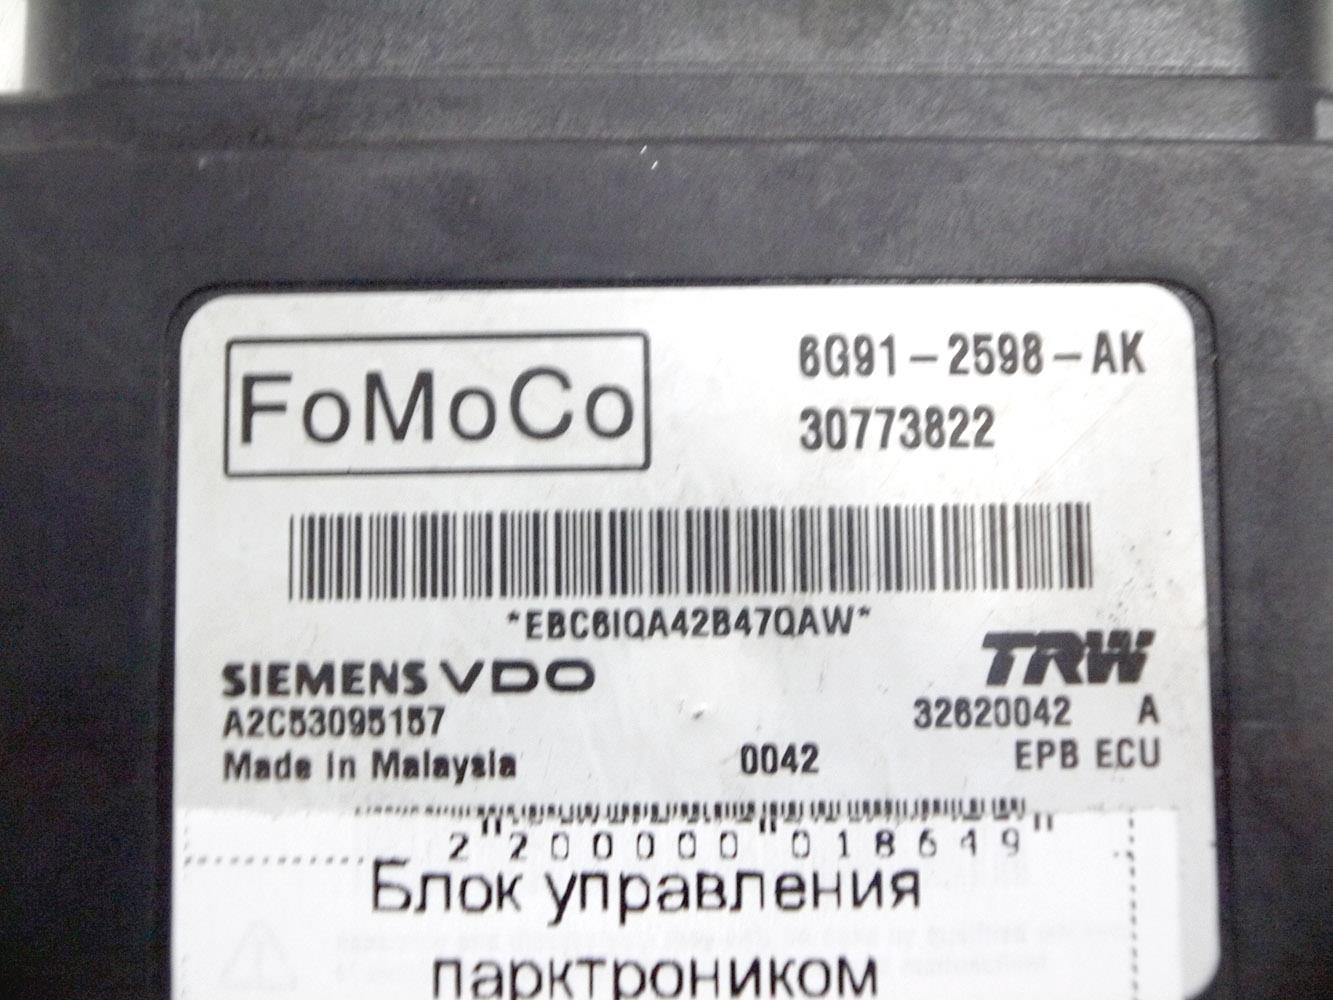 FoMoCo
6G91-2598-AK
30773822
*EBC6IQA42B47QAW*
SIEMENS VDO
TRW
A2C53095157
32620042 A
Made in Malaysia
0042
EPB ECU
2 200000 018649
Блок управления
парктроником